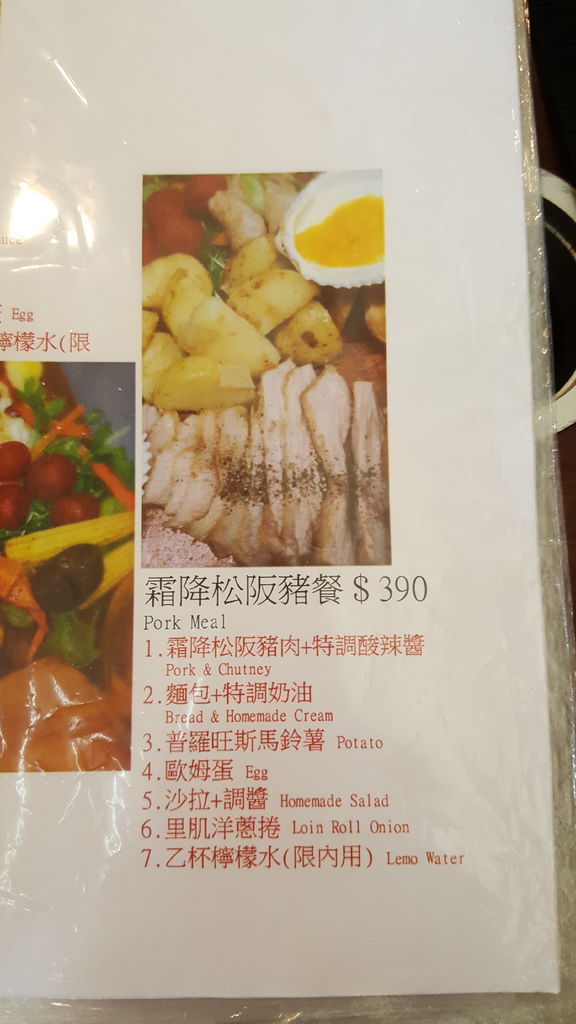 Egg
檸檬水(限
霜降松阪豬餐 $ 390
Pork Meal
1.霜降松阪豬肉+特調酸辣醬
Pork & Chutney
2.麵包+特調奶油
Bread & Homemade Cream
3.普羅旺斯馬鈴薯 Potato
4.歐姆蛋 Egg
5.沙拉+調醬 Homemade Salad
6.里肌洋蔥捲 Loin Roll Onion
7.乙杯檸檬水(限內用) Lemo Water